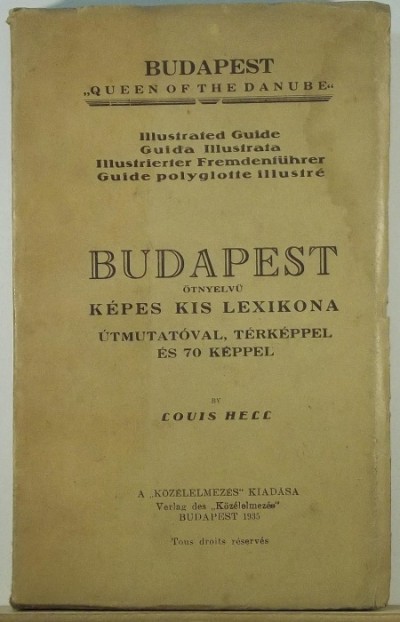 BUDAPEST
„QUEEN OF THE DANUBE“
Illustrated Guide
Guida Illustrata
Illustrierter Fremdenführer
Guide polyglotte illustré
BUDAPEST
ÖTNYELVÜ
KÉPES KIS LEXIKONA
ÚTMUTATÓVAL, TÉRKÉPPEL
ÉS 70 KÉPPEL
BY
LOUIS HELL
A „KÖZÉLELMEZÉS“ KIADÁSA
Verlag des „Közélelmezés“
BUDAPEST 1935
Tous droits réservés